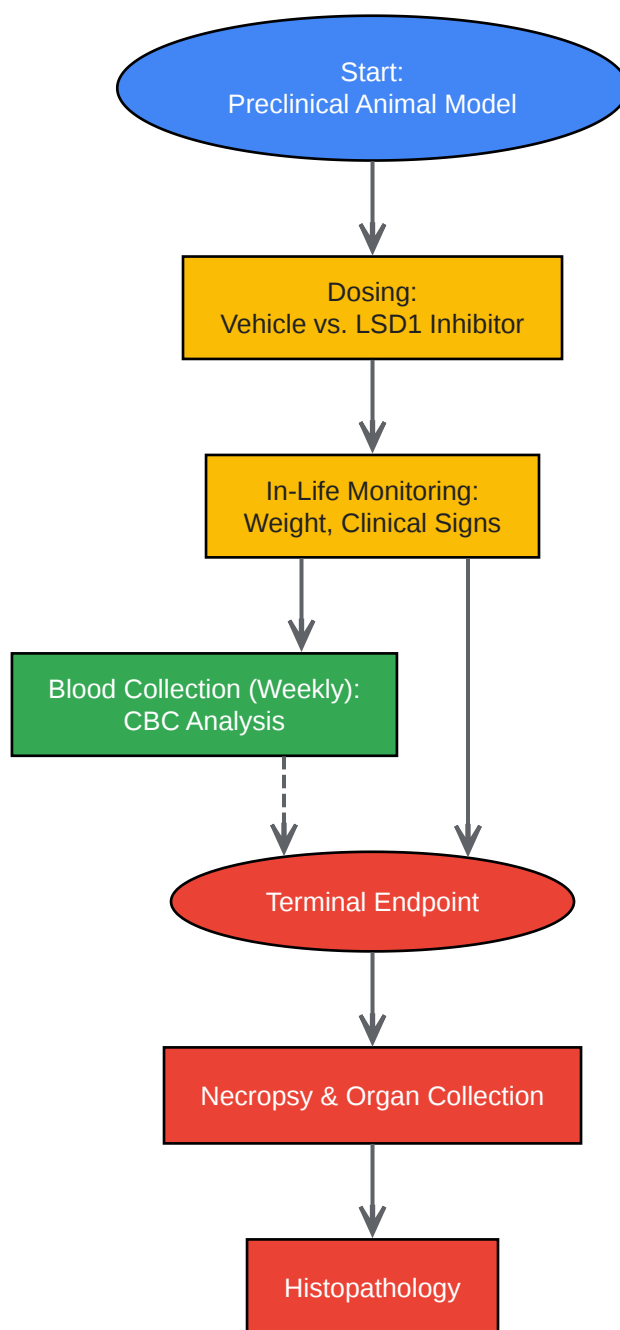 Start:
Preclinical Animal Model
Dosing:
Vehicle vs. LSD1 Inhibitor
In-Life Monitoring:
Weight, Clinical Signs
Blood Collection (Weekly):
CBC Analysis
Terminal Endpoint
Necropsy & Organ Collection
Histopathology